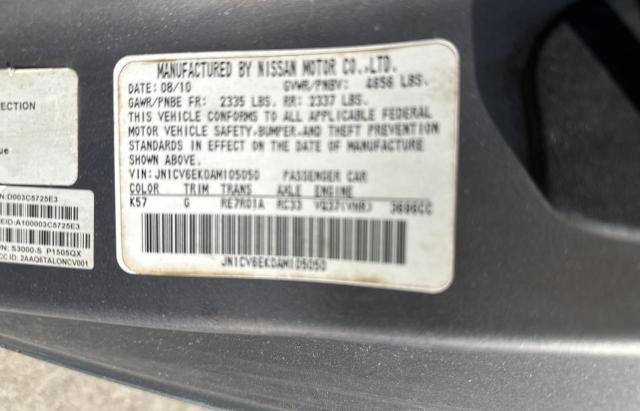 MANUFACTURED BY NISSAN MOTOR CO.,LTD.
DATE: 08/10 GVWR/PNBV: 4656 LBS.
GAWR/PNBE FR: 2335 LBS. RR: 2337 LBS.
THIS VEHICLE CONFORMS TO ALL APPLICABLE FEDERAL
MOTOR VEHICLE SAFETY,BUMPER,AND THEFT PREVENTION
STANDARDS IN EFFECT ON THE DATE OF MANUFACTURE
SHOWN ABOVE.
VIN: JN1CV6EK0AM105050 PASSENGER CAR
COLOR TRIM TRANS AXLE ENGINE
K57 G RE7R01A RC33 VQ37(VNR) 3696CC
JN1CV6EK0AM105050
ECTION
ue
N:D003C5725E3
EID:A100003C5725E3
N: S3000-S P1505QX
CC ID: 2AAQ6TALONCV001